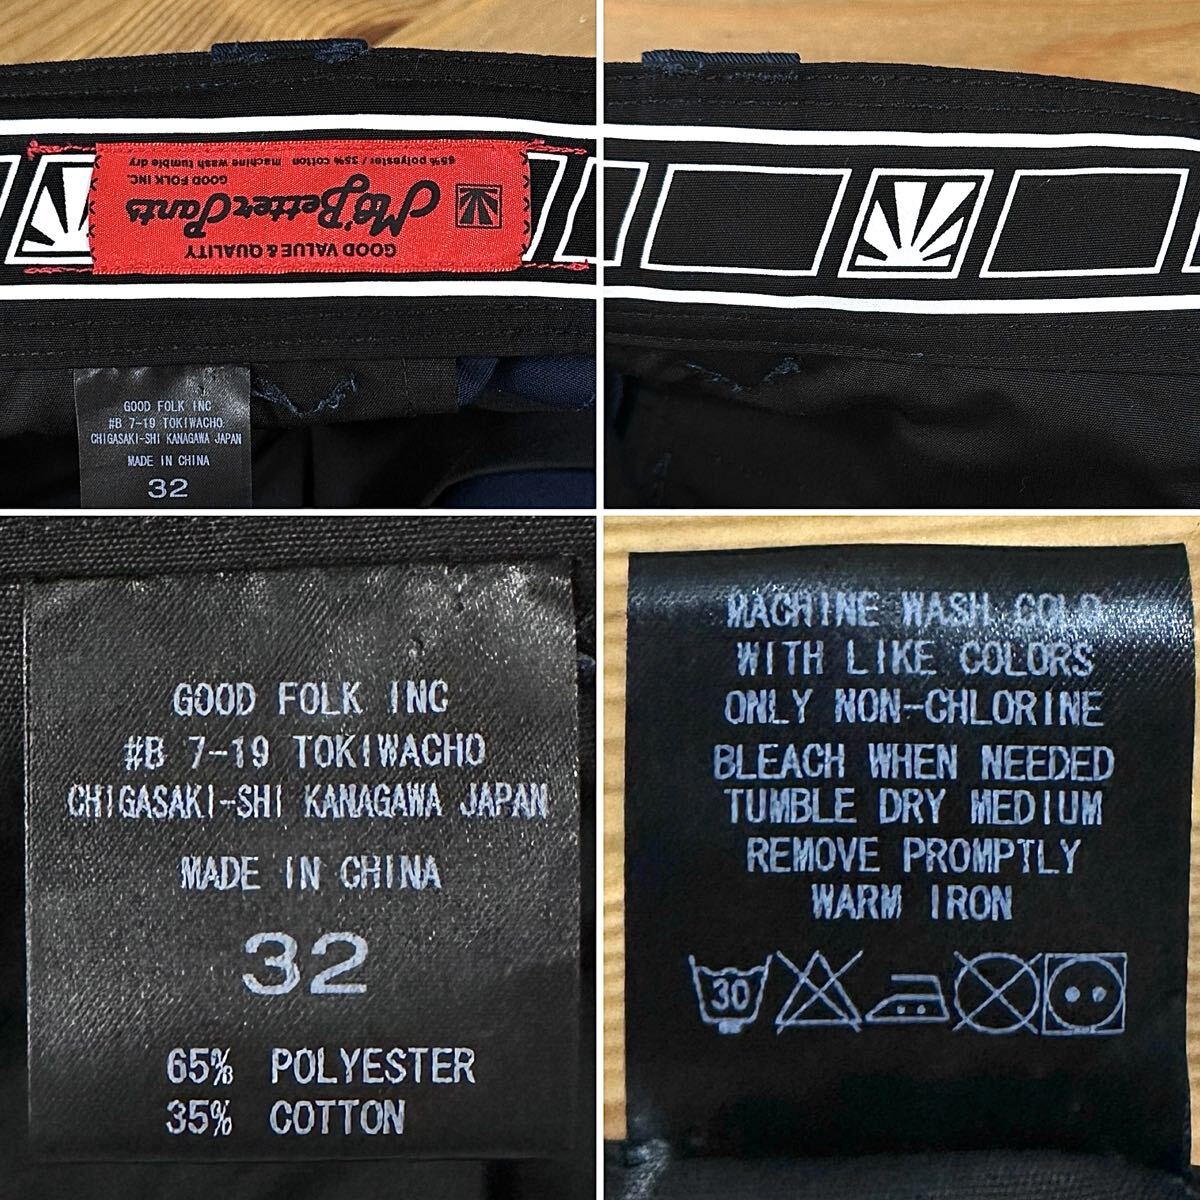 GOOD VALUE & QUALITY
Mo'Better Pants
GOOD FOLK INC.
65% polyester / 35% cotton machine wash tumble dry
GOOD FOLK INC
#B 7-19 TOKIWACHO
CHIGASAKI-SHI KANAGAWA JAPAN
MADE IN CHINA
32
GOOD FOLK INC
#B 7-19 TOKIWACHO
CHIGASAKI-SHI KANAGAWA JAPAN
MADE IN CHINA
32
65% POLYESTER
35% COTTON
MACHINE WASH COLD
WITH LIKE COLORS
ONLY NON-CHLORINE
BLEACH WHEN NEEDED
TUMBLE DRY MEDIUM
REMOVE PROMPTLY
WARM IRON
30